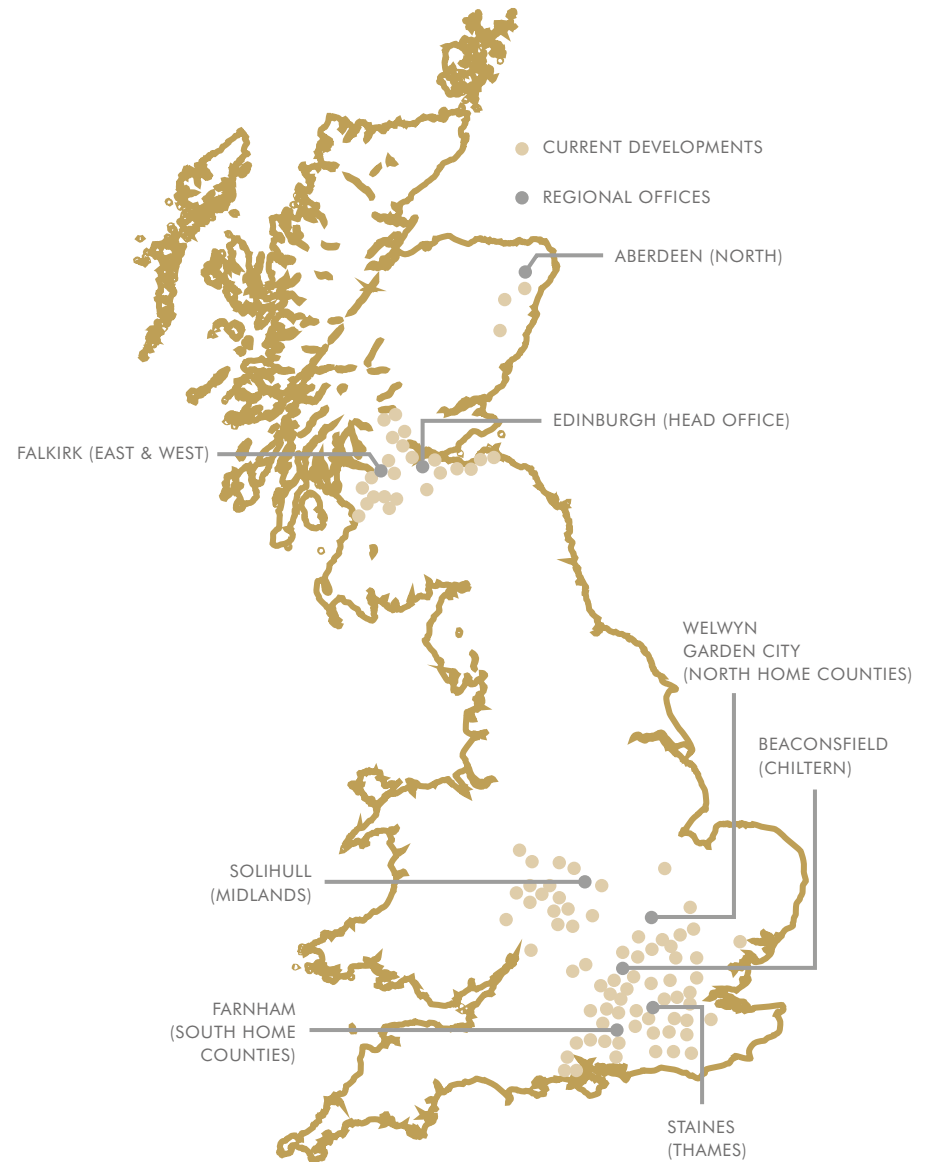 CURRENT DEVELOPMENTS
REGIONAL OFFICES
ABERDEEN (NORTH)
EDINBURGH (HEAD OFFICE)
FALKIRK (EAST & WEST)
WELWYN
GARDEN CITY
(NORTH HOME COUNTIES)
BEACONSFIELD
(CHILTERN)
SOLIHULL
(MIDLANDS)
FARNHAM
(SOUTH HOME
COUNTIES)
STAINES
(THAMES)